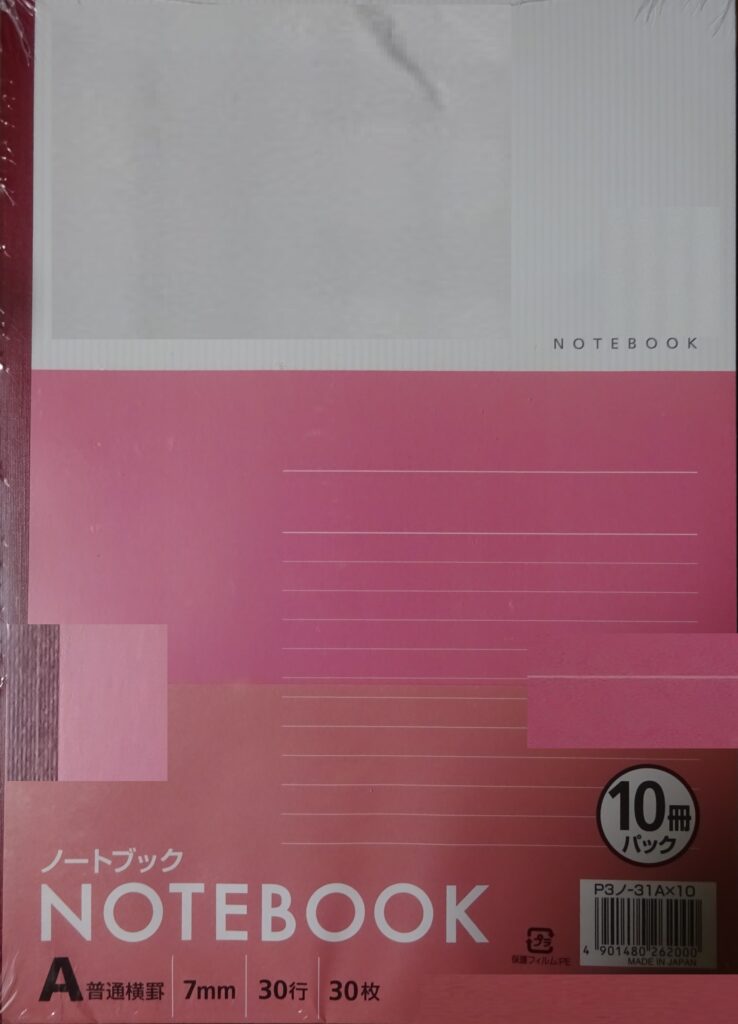 NOTEBOOK
10冊
パック
ノートブック
NOTEBOOK
P3ノ-31A×10
4 901480 262000
MADE IN JAPAN
プラ
保護フィルム:PE
A 普通横罫 7mm 30行 30枚